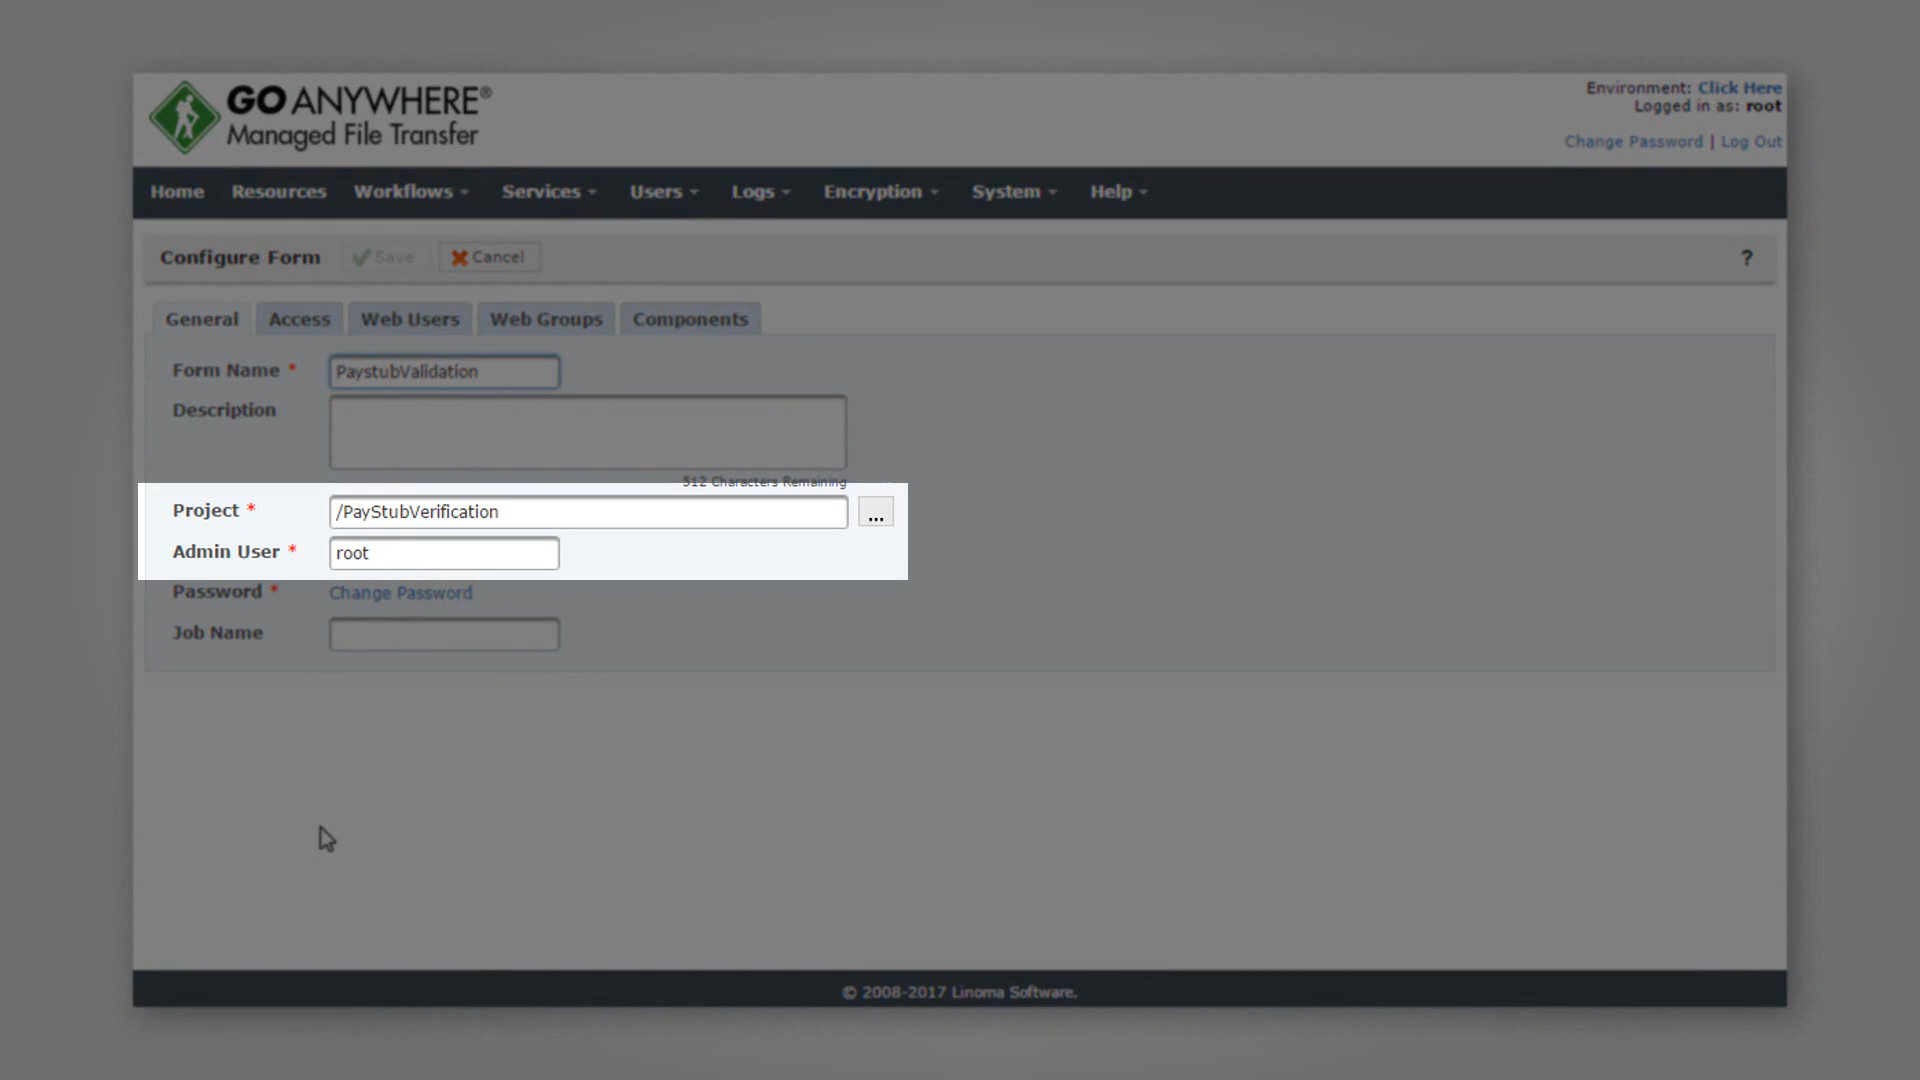 GO ANYWHERE®
Managed File Transfer
Environment: Click Here
Logged in as: root
Change Password | Log Out
Home Resources Workflows Services Users Logs Encryption System Help
Configure Form Save Cancel ?
General Access Web Users Web Groups Components
Form Name * PaystubValidation
Description
512 Characters Remaining
Project * /PayStubVerification ...
Admin User * root
Password * Change Password
Job Name
© 2008-2017 Linoma Software.